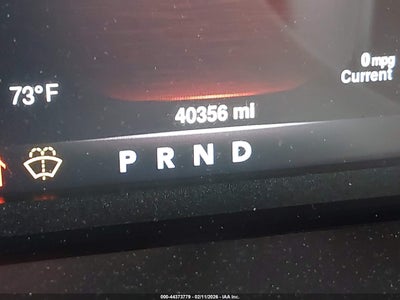 0 mpg
Current
73°F
40356 mi
P R N D
000-44373779 - 02/11/2026 - IAA Inc.